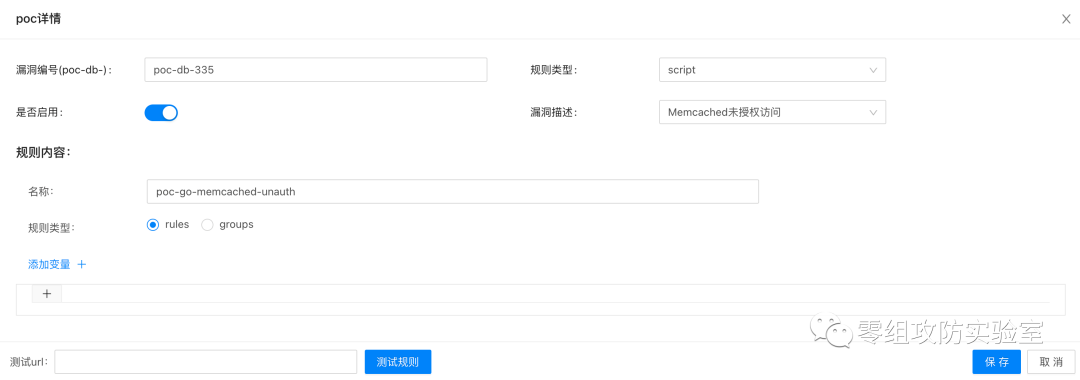 poc详情
漏洞编号(poc-db-)： poc-db-335 规则类型： script
是否启用： 漏洞描述： Memcached未授权访问
规则内容：
名称： poc-go-memcached-unauth
规则类型： rules groups
添加变量 +
+
零组攻防实验室
测试url： 测试规则 保 存 取 消